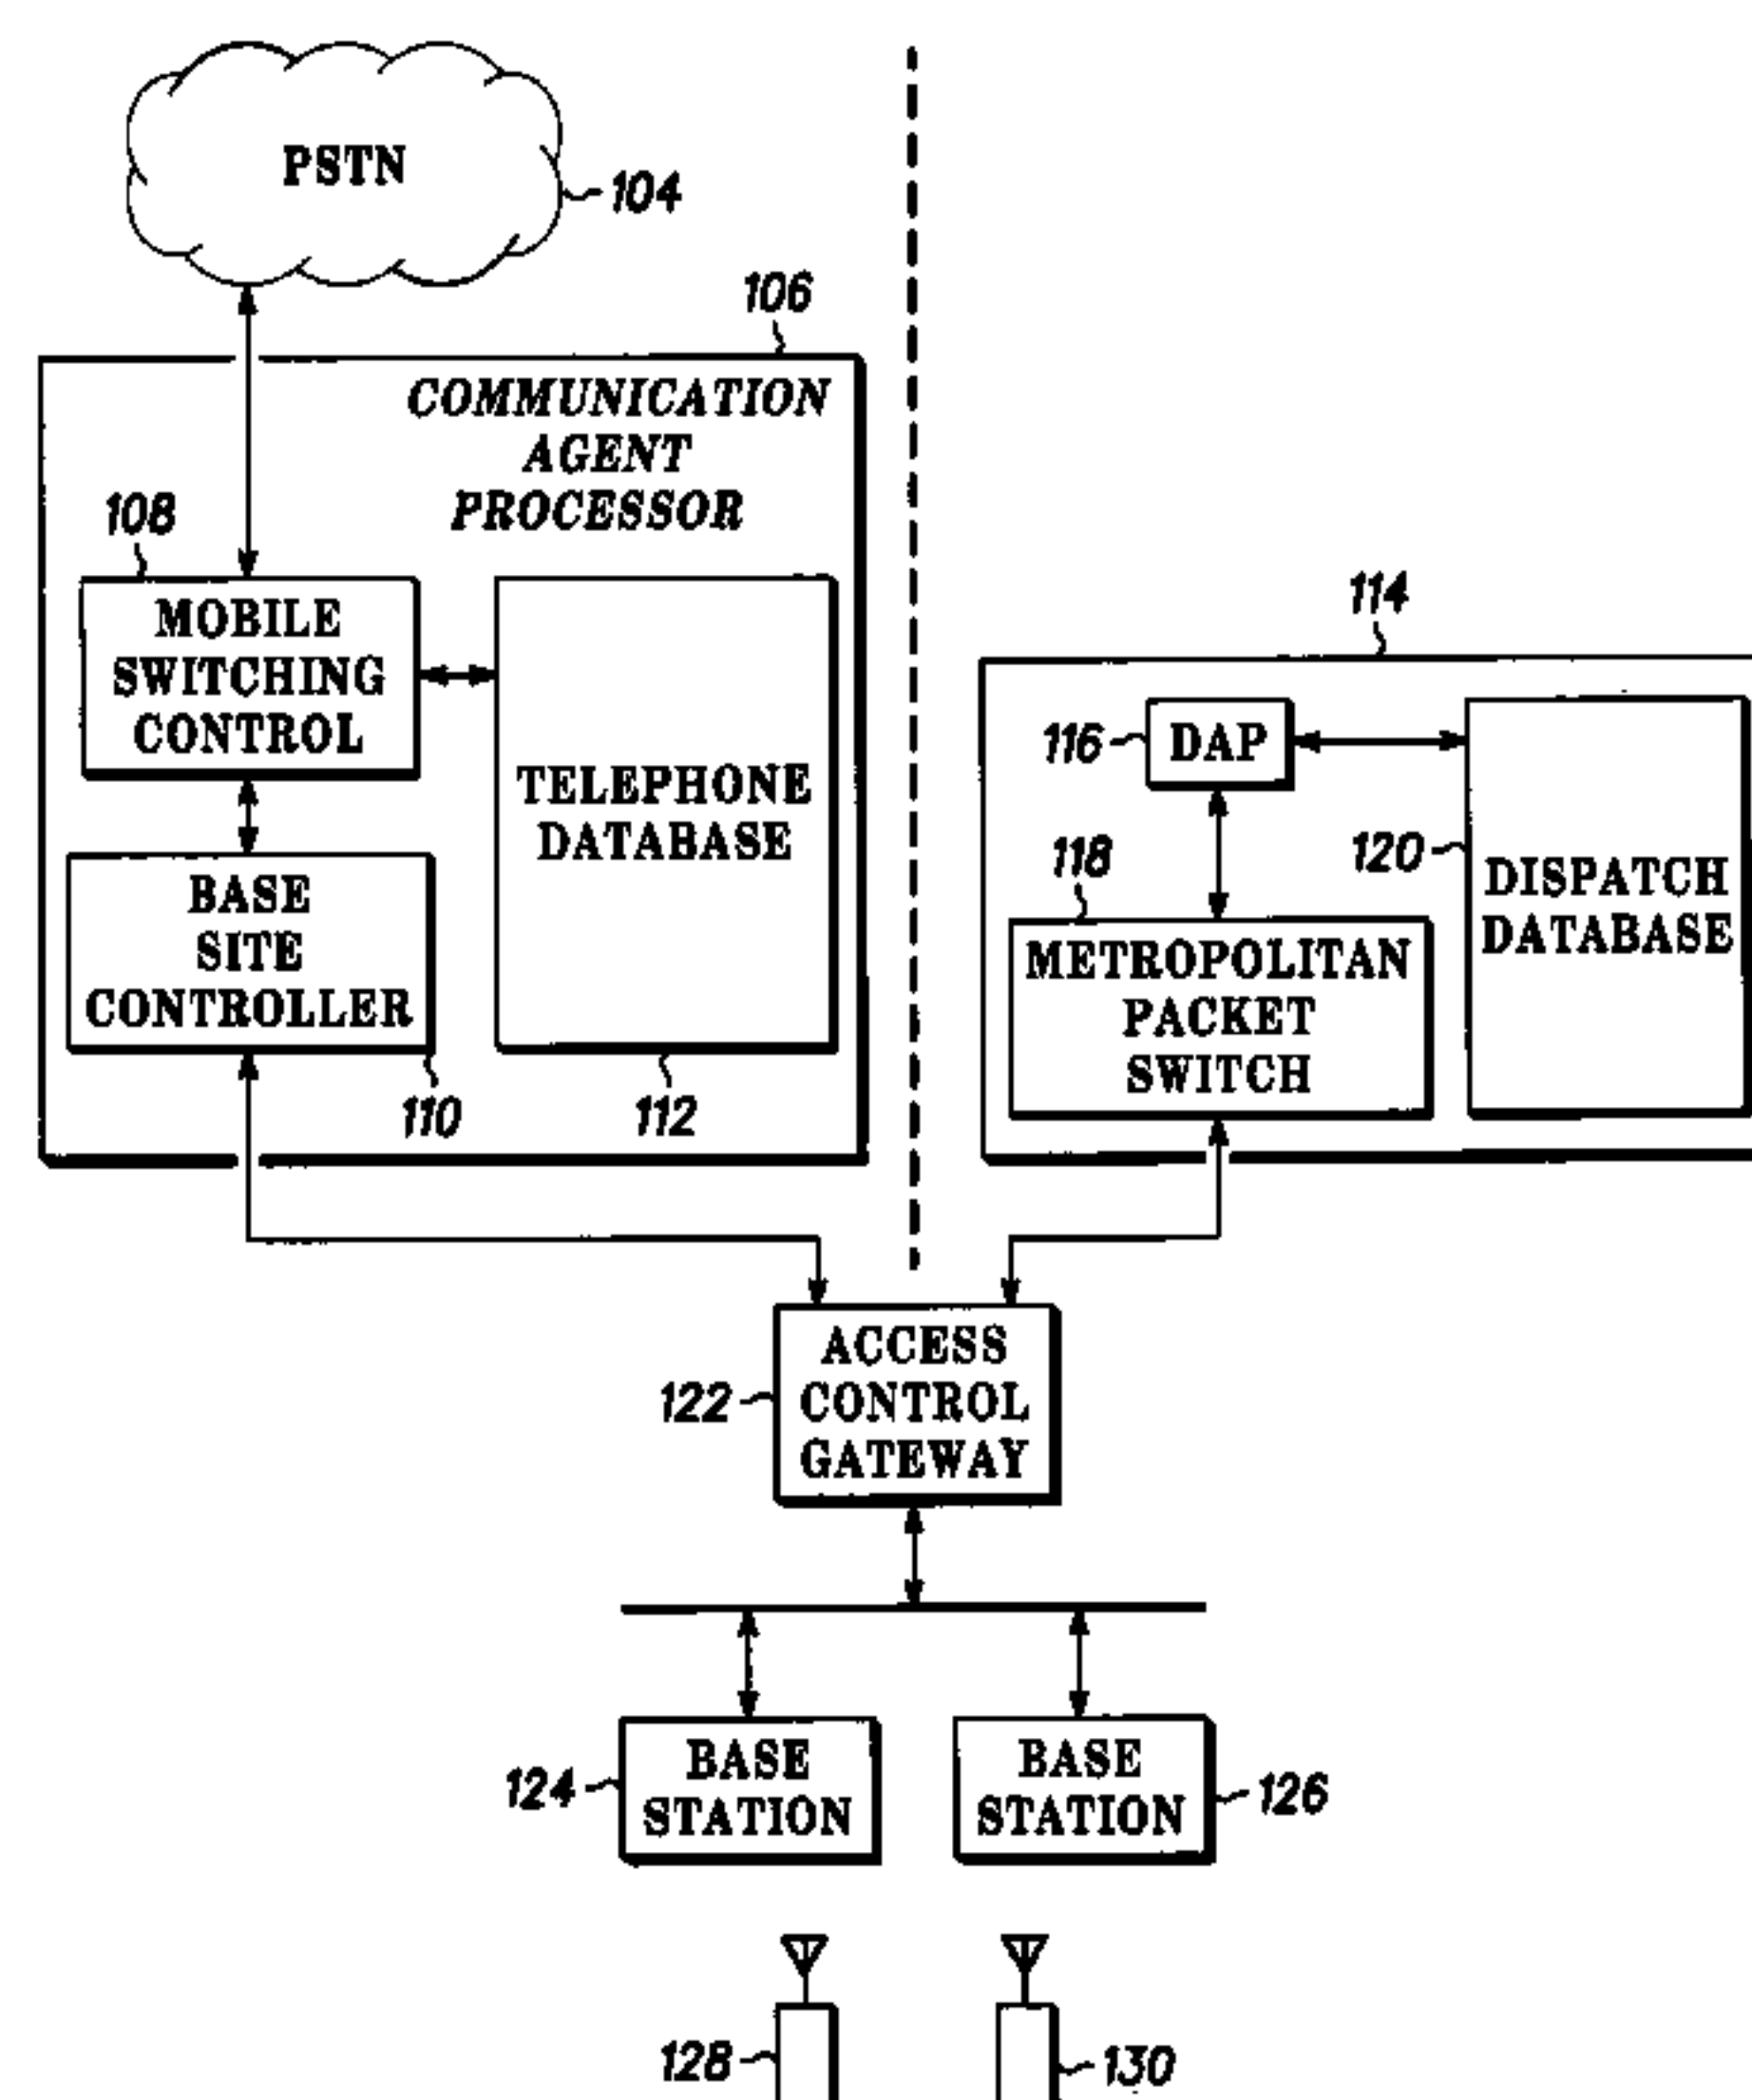 PSTN
104
106
COMMUNICATION
AGENT
PROCESSOR
108
MOBILE
SWITCHING
CONTROL
TELEPHONE
DATABASE
BASE
SITE
CONTROLLER
110
112
114
116
DAP
118
120
METROPOLITAN
PACKET
SWITCH
DISPATCH
DATABASE
122
ACCESS
CONTROL
GATEWAY
124
BASE
STATION
BASE
STATION
126
128
130